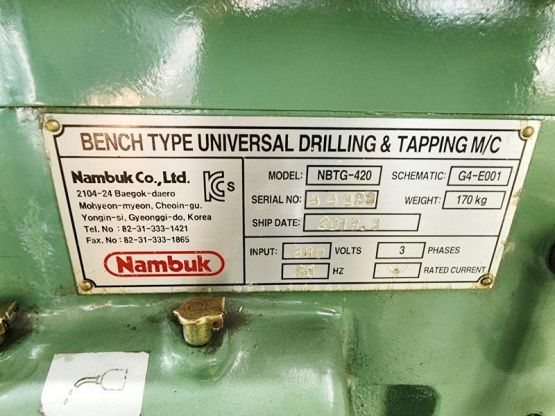 BENCH TYPE UNIVERSAL DRILLING & TAPPING M/C
Nambuk Co., Ltd.
2104-24 Baegok-daero
Mohyeon-myeon, Cheoin-gu.
Yongin-si, Gyeonggi-do, Korea
Tel. No : 82-31-333-1421
Fax. No : 82-31-333-1865
Nambuk
KC s
MODEL: NBTG-420 SCHEMATIC: G4-E001
SERIAL NO: WEIGHT: 170 kg
SHIP DATE:
INPUT: VOLTS 3 PHASES
HZ RATED CURRENT